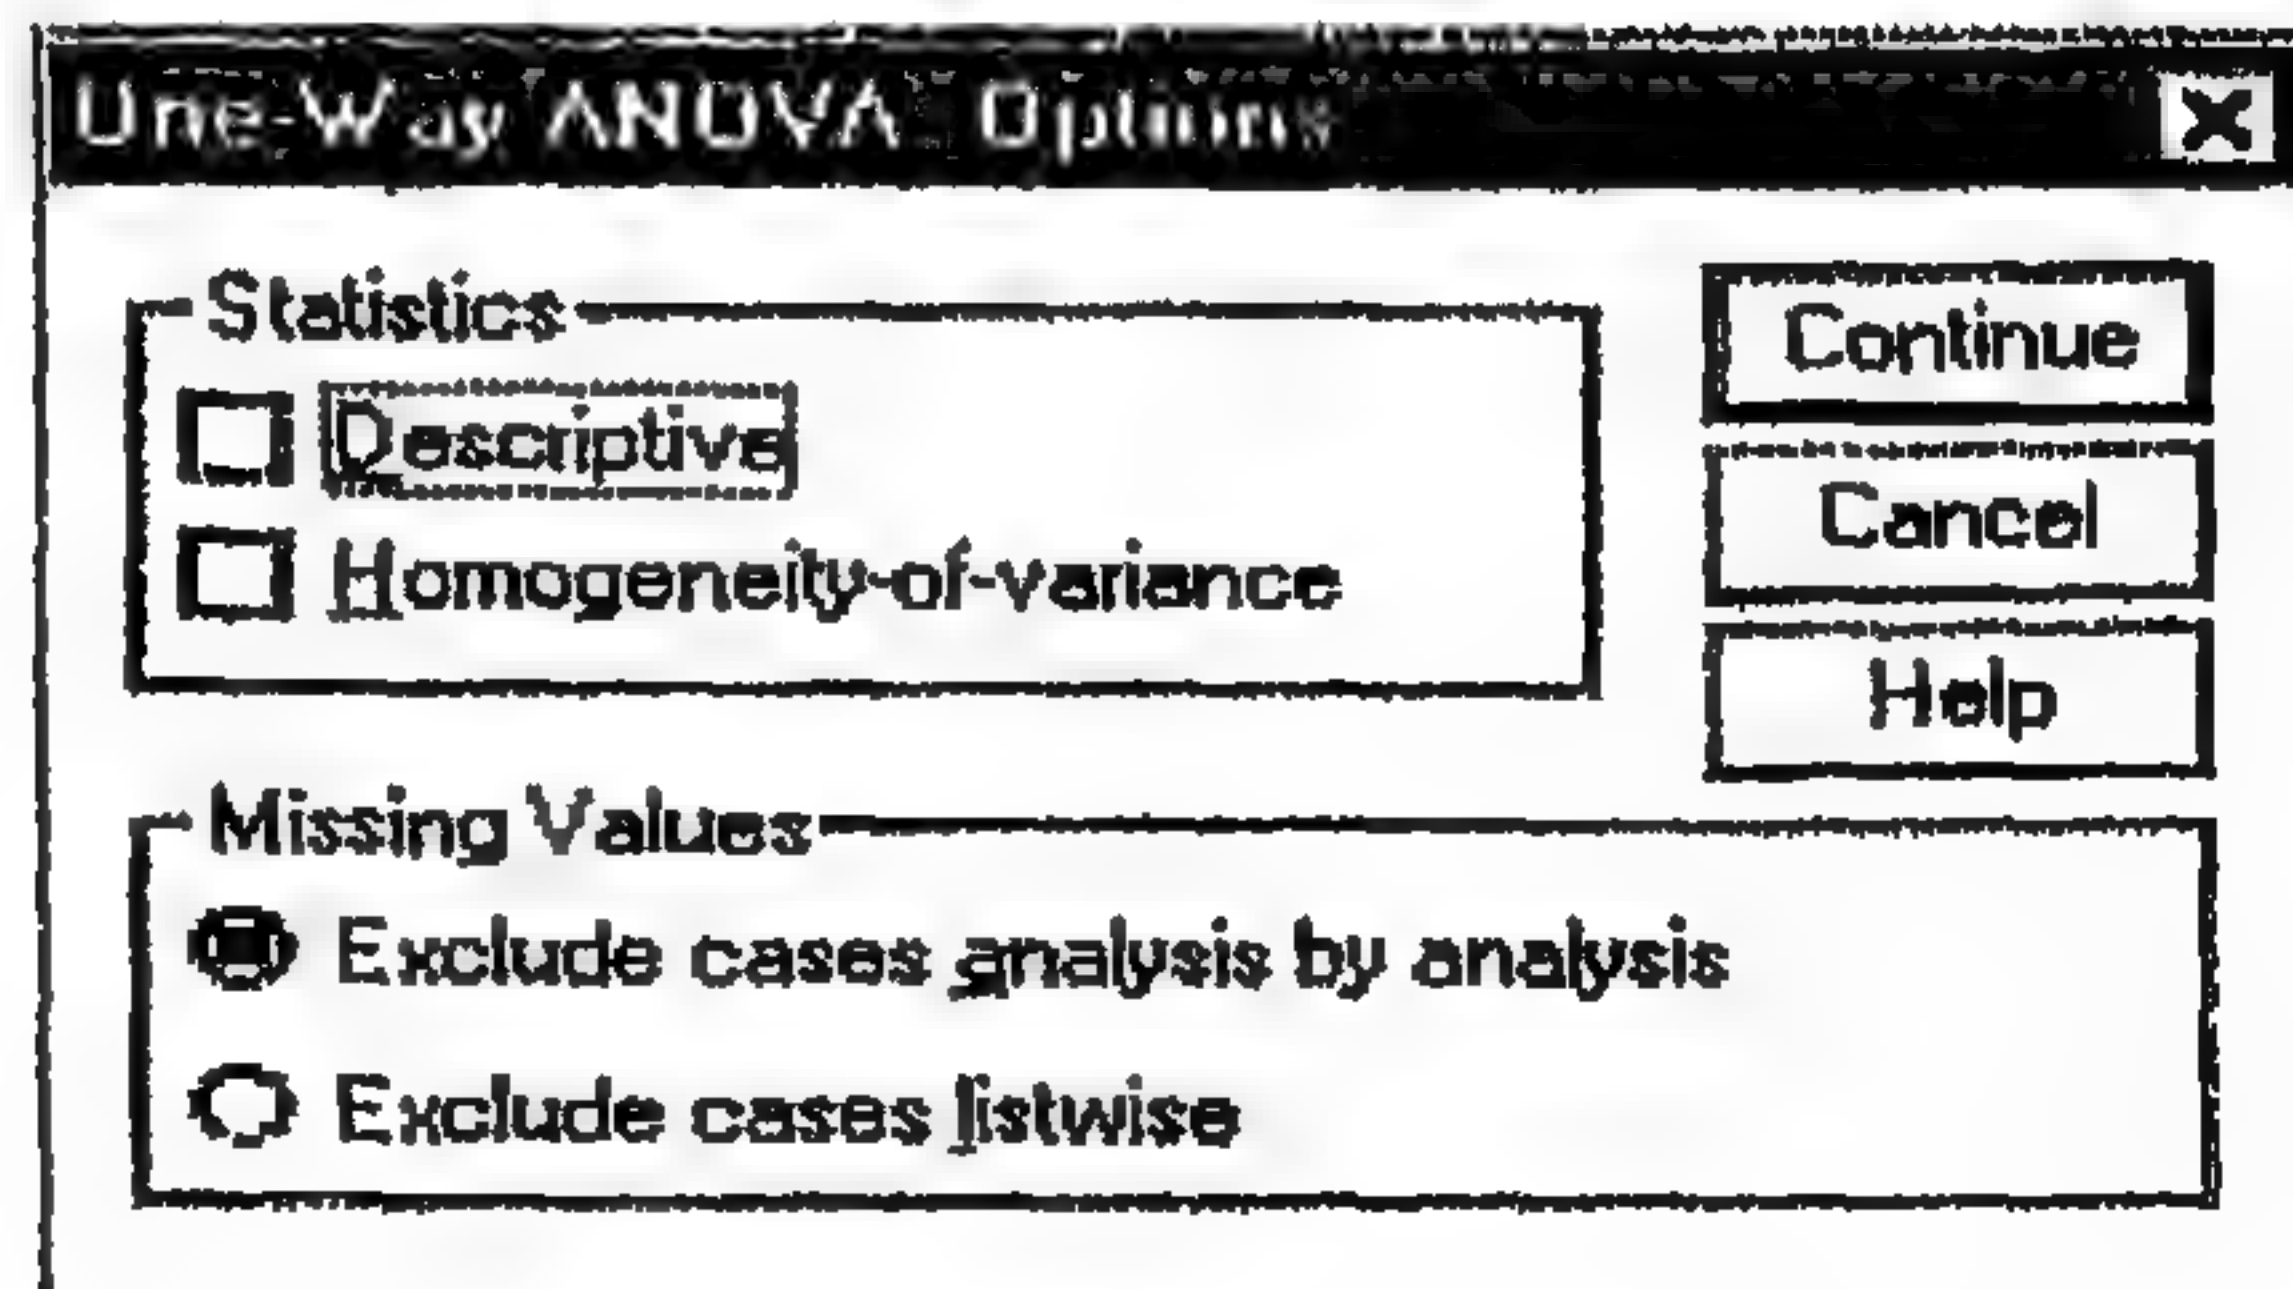 One-Way ANOVA: Options
Statistics
Descriptive
Homogeneity-of-variance
Continue
Cancel
Help
Missing Values
Exclude cases analysis by analysis
Exclude cases listwise